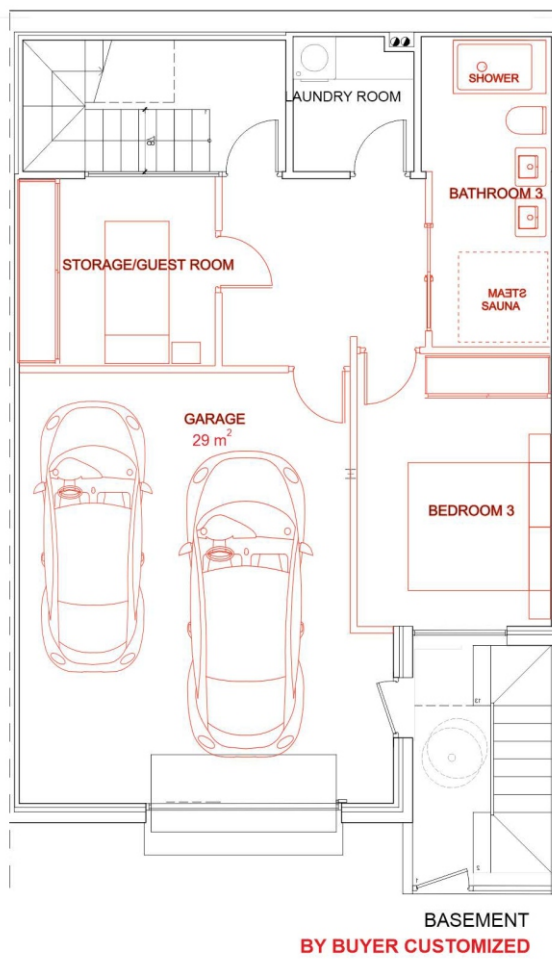 SHOWER
LAUNDRY ROOM
BATHROOM 3
STORAGE/GUEST ROOM
STEAM
SAUNA
GARAGE
29 m²
BEDROOM 3
BASEMENT
BY BUYER CUSTOMIZED